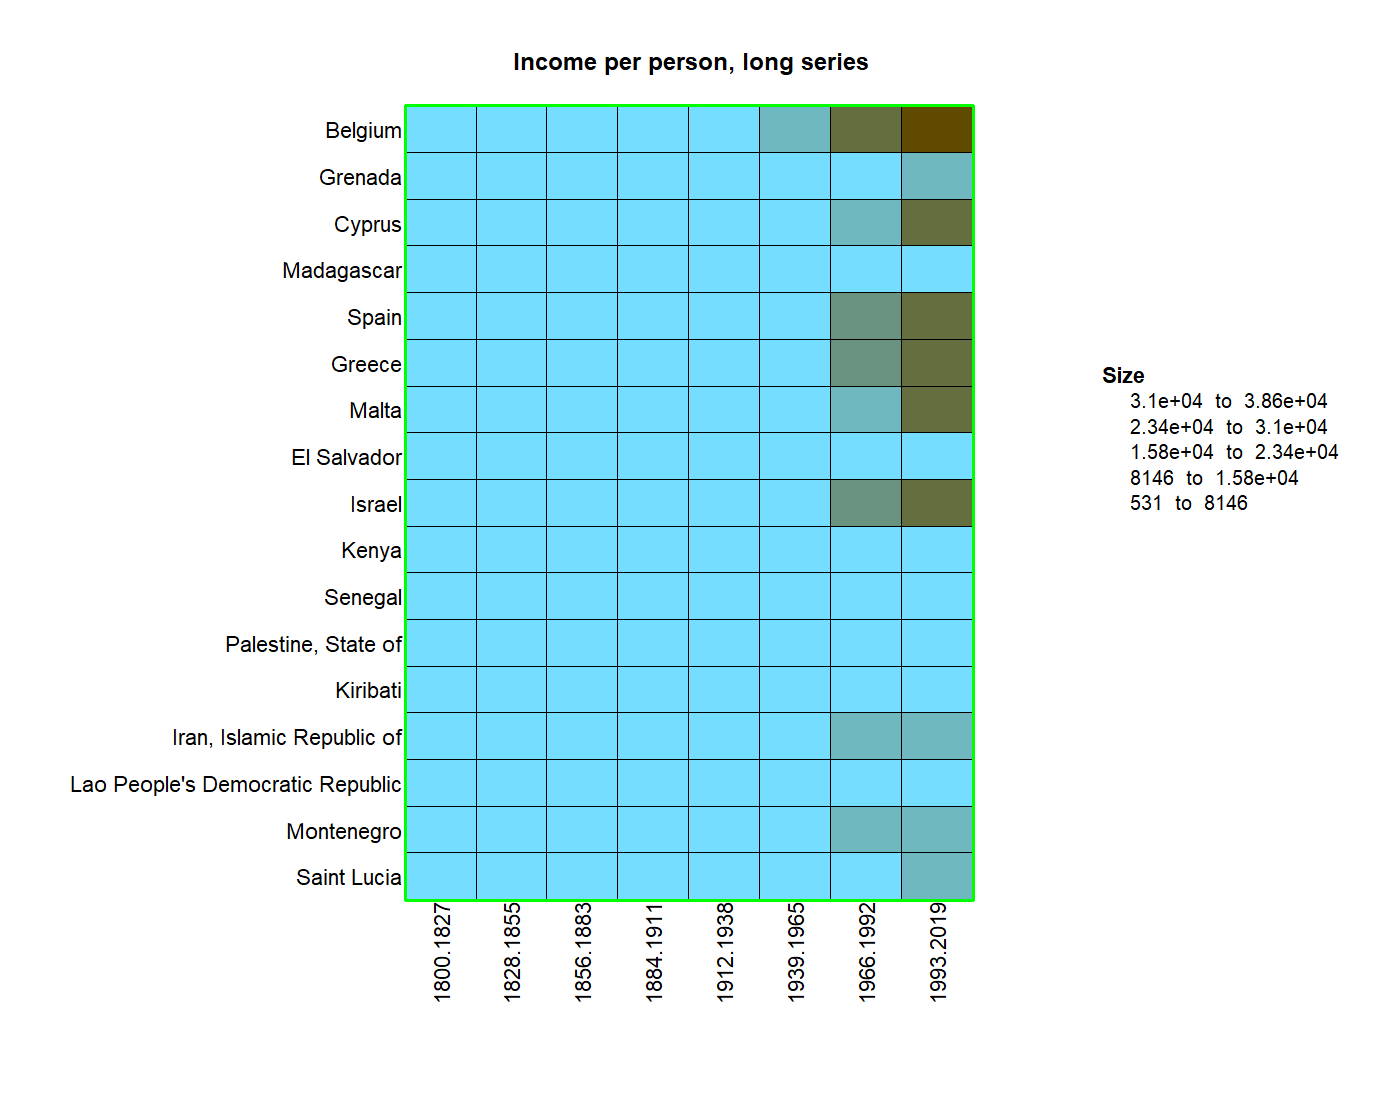 Income per person, long series
Belgium
Grenada
Cyprus
Madagascar
Spain
Greece
Malta
El Salvador
Israel
Kenya
Senegal
Palestine, State of
Kiribati
Iran, Islamic Republic of
Lao People's Democratic Republic
Montenegro
Saint Lucia
1800.1827
1828.1855
1856.1883
1884.1911
1912.1938
1939.1965
1966.1992
1993.2019
Size
3.1e+04 to 3.86e+04
2.34e+04 to 3.1e+04
1.58e+04 to 2.34e+04
8146 to 1.58e+04
531 to 8146